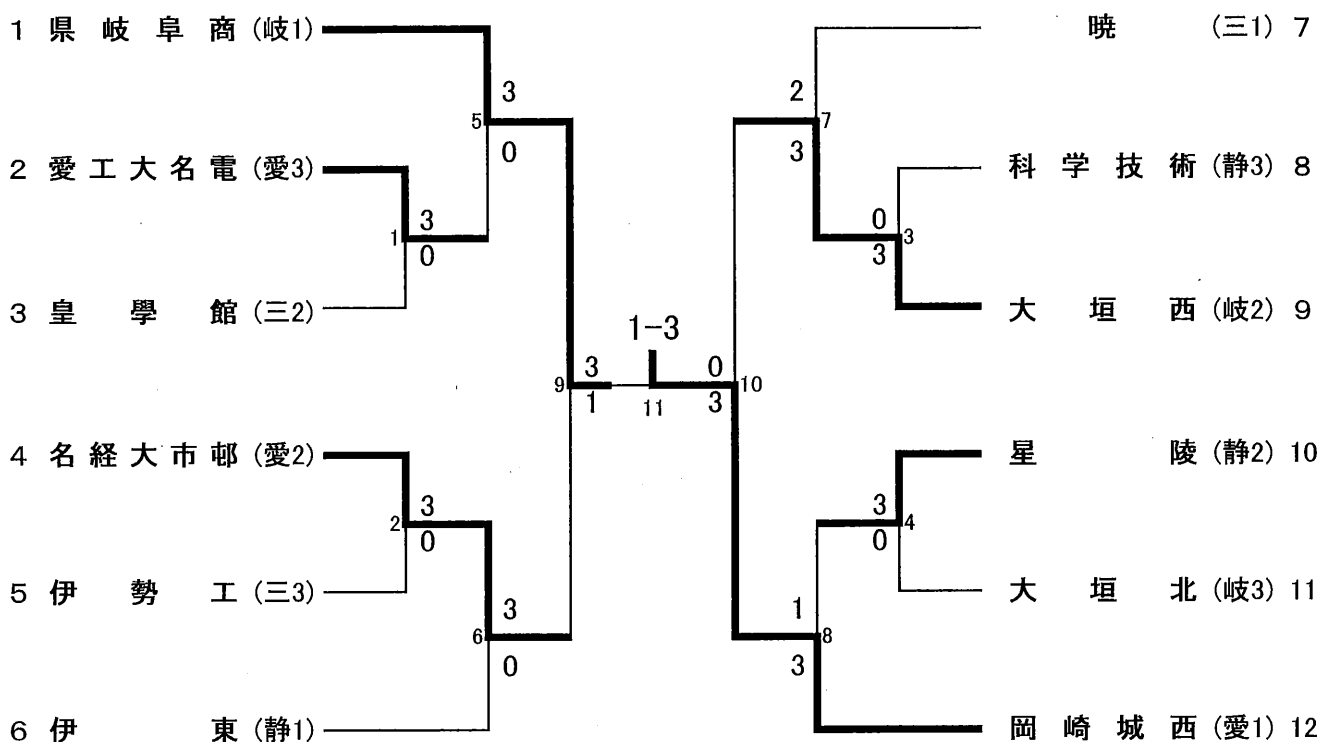 1 県岐阜商 (岐1)
3
5
0
2 愛工大名電 (愛3)
3
1
0
3 皇學館 (三2)
3
9
1
4 名経大市邨 (愛2)
3
2
0
5 伊勢工 (三3)
3
6
0
6 伊東 (静1)
1-3
11
暁 (三1) 7
2
7
3
科学技術 (静3) 8
0
3
3
大垣西 (岐2) 9
0
10
3
星陵 (静2) 10
3
4
0
大垣北 (岐3) 11
1
8
3
岡崎城西 (愛1) 12